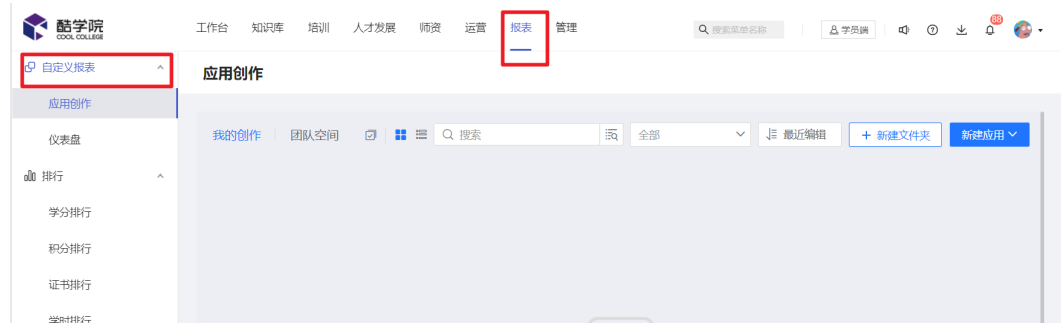 酷学院
COOL COLLEGE
工作台 知识库 培训 人才发展 师资 运营 报表 管理
搜索菜单名称
学员端
88
自定义报表
应用创作
应用创作
仪表盘
我的创作 团队空间 搜索 全部 最近编辑 + 新建文件夹 新建应用
排行
学分排行
积分排行
证书排行
学时排行